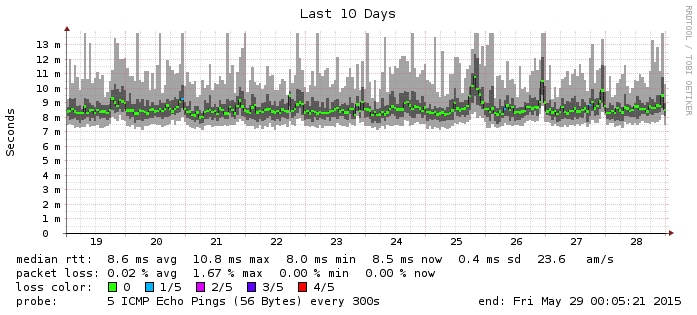 Last 10 Days
RRDTOOL / TOBI OETIKER
Seconds
13 m
12 m
11 m
10 m
9 m
8 m
7 m
6 m
5 m
4 m
3 m
2 m
1 m
0
19 20 21 22 23 24 25 26 27 28
median rtt: 8.6 ms avg 10.8 ms max 8.0 ms min 8.5 ms now 0.4 ms sd 23.6 am/s
packet loss: 0.02 % avg 1.67 % max 0.00 % min 0.00 % now
loss color: 0 1/5 2/5 3/5 4/5
probe: 5 ICMP Echo Pings (56 Bytes) every 300s end: Fri May 29 00:05:21 2015